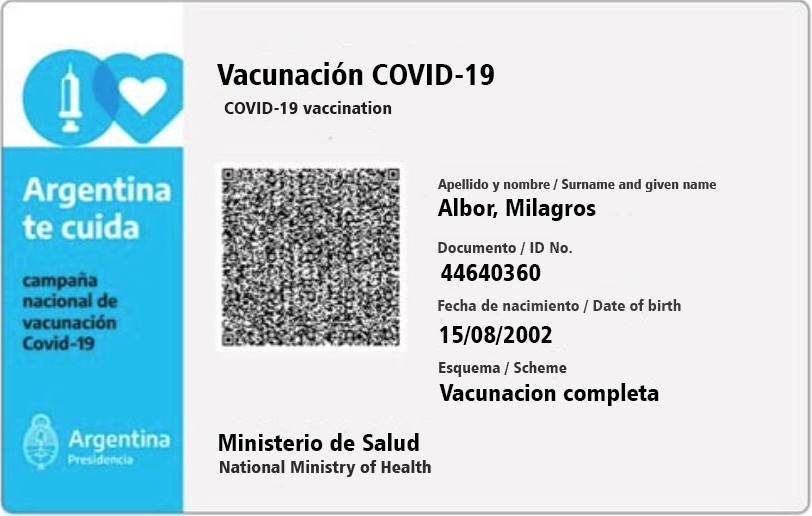 Vacunación COVID-19
COVID-19 vaccination
Argentina
te cuida
campaña
nacional de
vacunación
Covid-19
Argentina
Presidencia
Apellido y nombre / Surname and given name
Albor, Milagros
Documento / ID No.
44640360
Fecha de nacimiento / Date of birth
15/08/2002
Esquema / Scheme
Vacunacion completa
Ministerio de Salud
National Ministry of Health